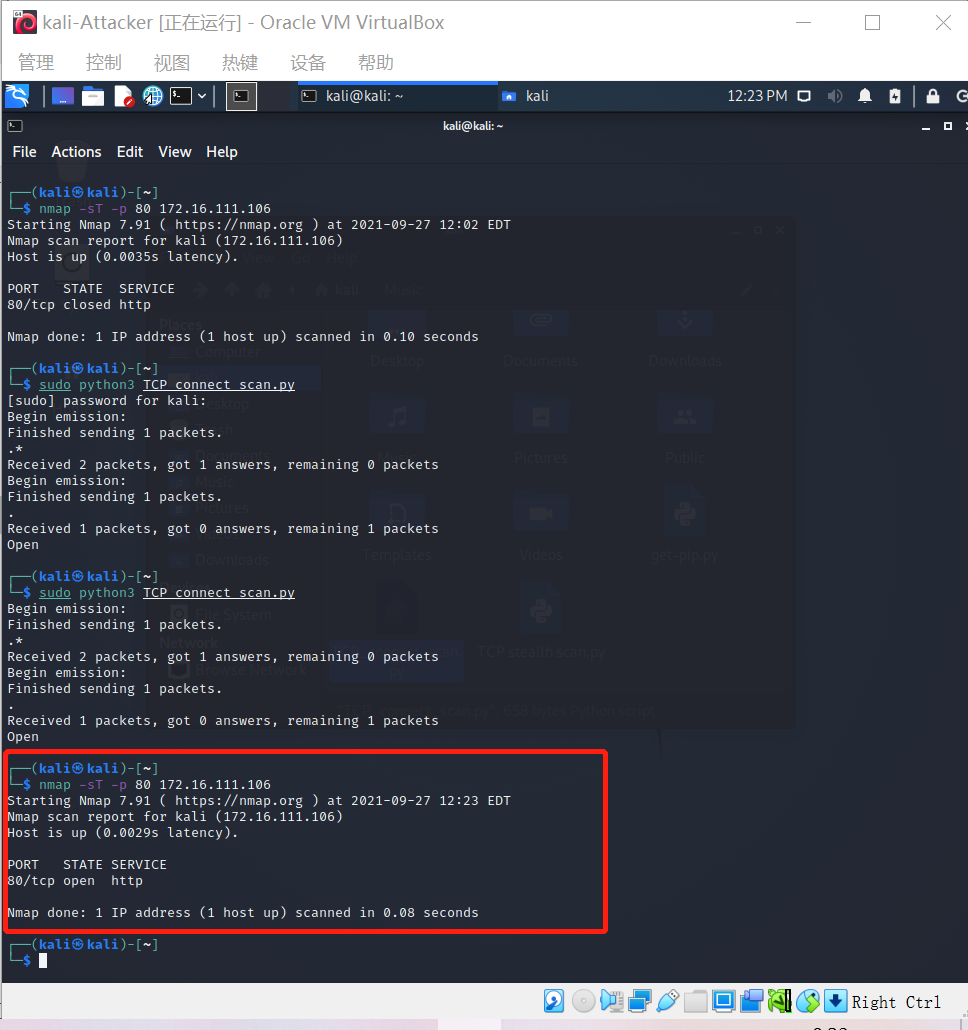 kali-Attacker [正在运行] - Oracle VM VirtualBox
管理 控制 视图 热键 设备 帮助
kali@kali: ~ kali 12:23 PM
kali@kali: ~
File Actions Edit View Help
┌──(kali㉿kali)-[~]
└─$ nmap -sT -p 80 172.16.111.106
Starting Nmap 7.91 ( https://nmap.org ) at 2021-09-27 12:02 EDT
Nmap scan report for kali (172.16.111.106)
Host is up (0.0035s latency).
PORT   STATE  SERVICE
80/tcp closed http
Nmap done: 1 IP address (1 host up) scanned in 0.10 seconds
┌──(kali㉿kali)-[~]
└─$ sudo python3 TCP_connect_scan.py
[sudo] password for kali:
Begin emission:
Finished sending 1 packets.
.*
Received 2 packets, got 1 answers, remaining 0 packets
Begin emission:
Finished sending 1 packets.
.
Received 1 packets, got 0 answers, remaining 1 packets
Open
┌──(kali㉿kali)-[~]
└─$ sudo python3 TCP_connect_scan.py
Begin emission:
Finished sending 1 packets.
.*
Received 2 packets, got 1 answers, remaining 0 packets
Begin emission:
Finished sending 1 packets.
.
Received 1 packets, got 0 answers, remaining 1 packets
Open
┌──(kali㉿kali)-[~]
└─$ nmap -sT -p 80 172.16.111.106
Starting Nmap 7.91 ( https://nmap.org ) at 2021-09-27 12:23 EDT
Nmap scan report for kali (172.16.111.106)
Host is up (0.0029s latency).
PORT   STATE SERVICE
80/tcp open  http
Nmap done: 1 IP address (1 host up) scanned in 0.08 seconds
┌──(kali㉿kali)-[~]
└─$
Right Ctrl